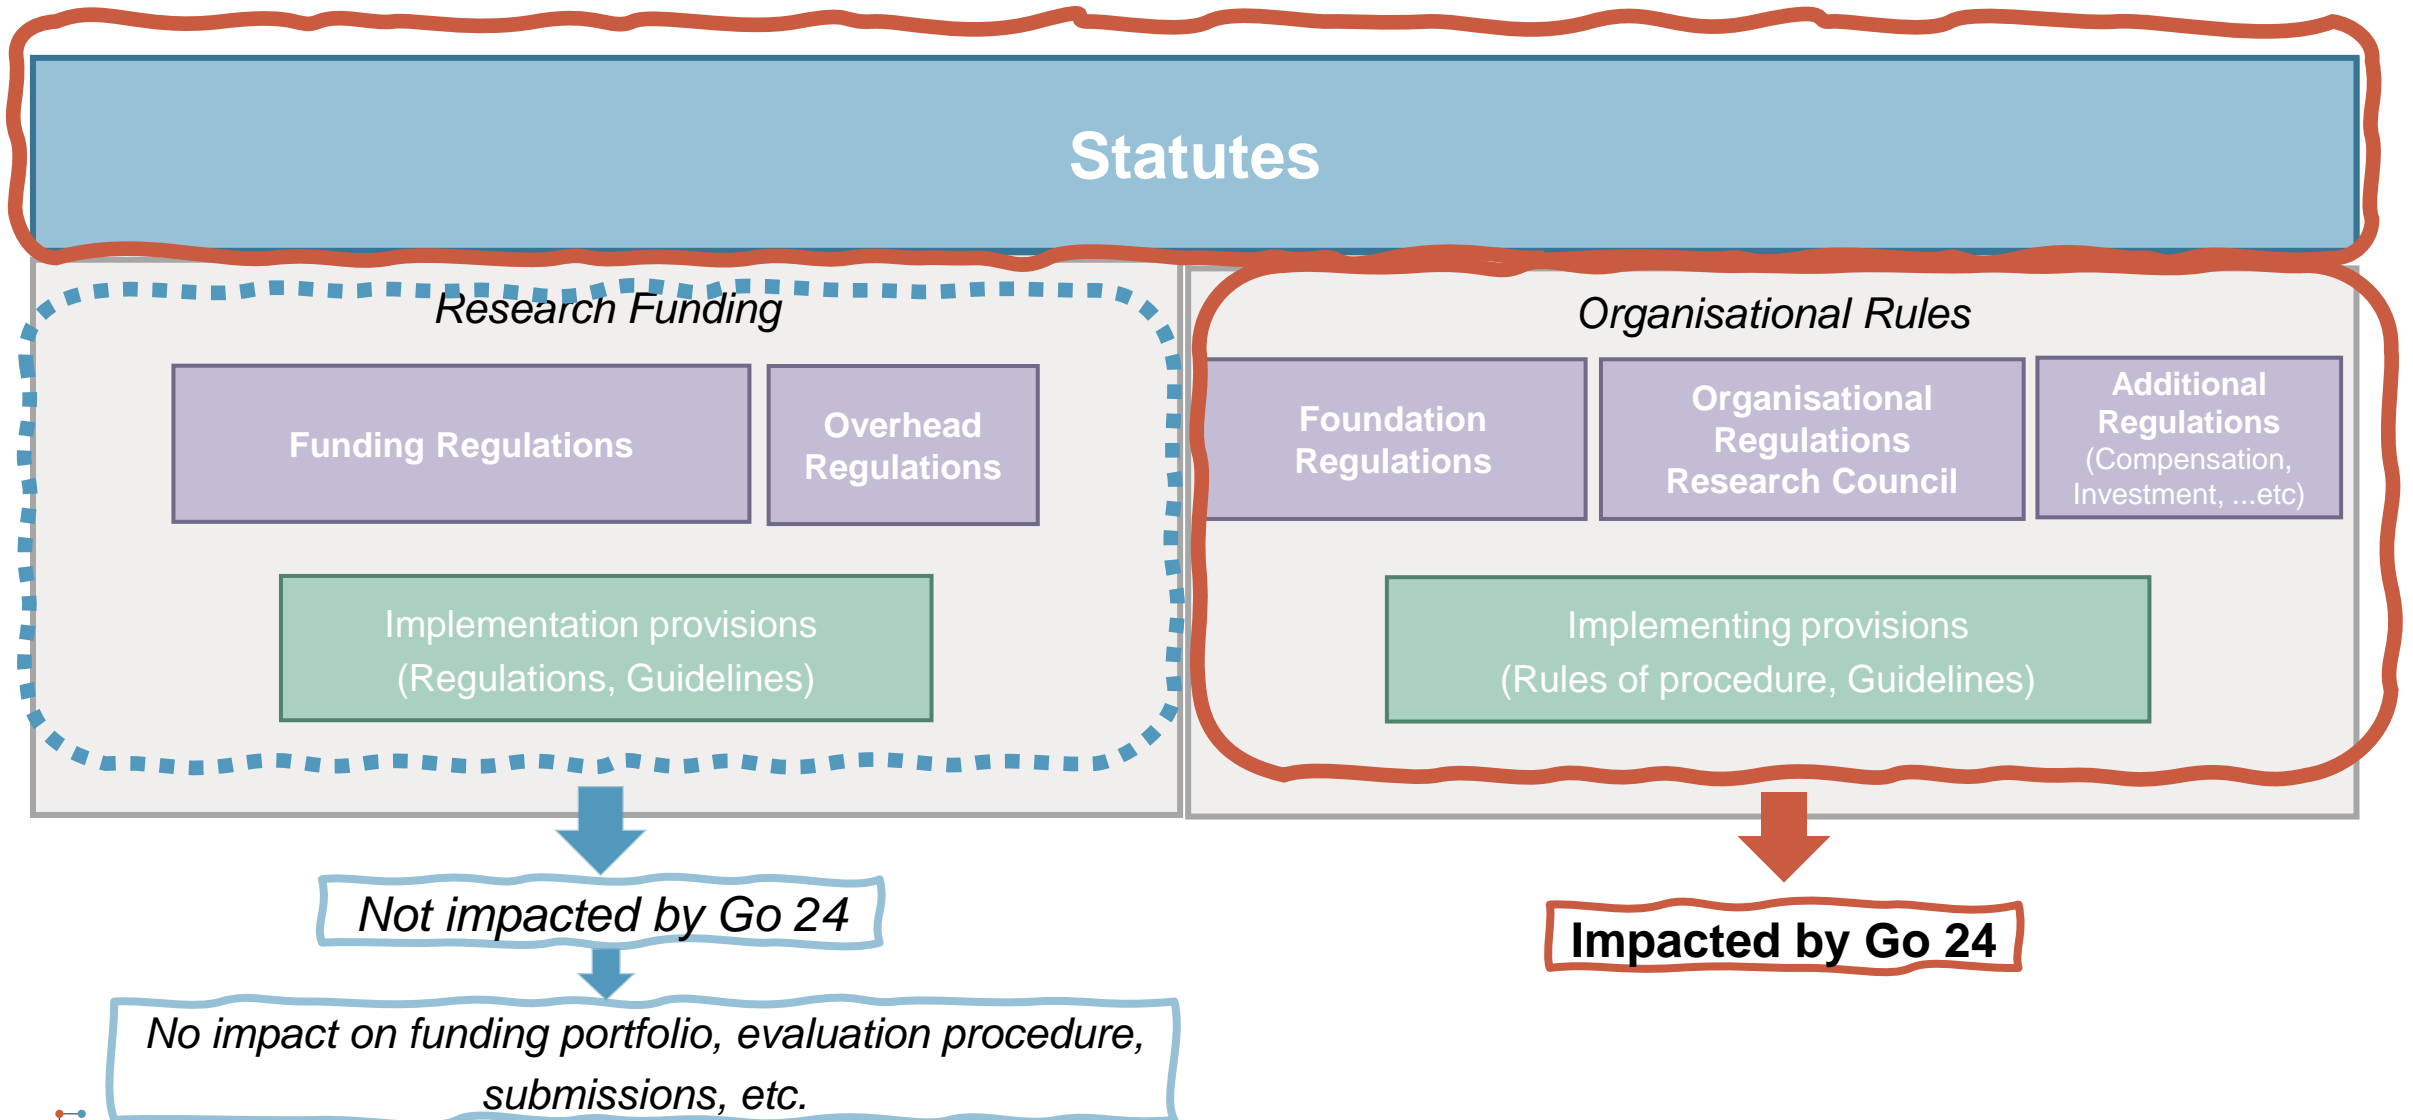 Statutes
Research Funding
Funding Regulations
Overhead
Regulations
Implementation provisions
(Regulations, Guidelines)
Not impacted by Go 24
No impact on funding portfolio, evaluation procedure,
submissions, etc.
Organisational Rules
Foundation
Regulations
Organisational
Regulations
Research Council
Additional
Regulations
(Compensation,
Investment, ...etc)
Implementing provisions
(Rules of procedure, Guidelines)
Impacted by Go 24